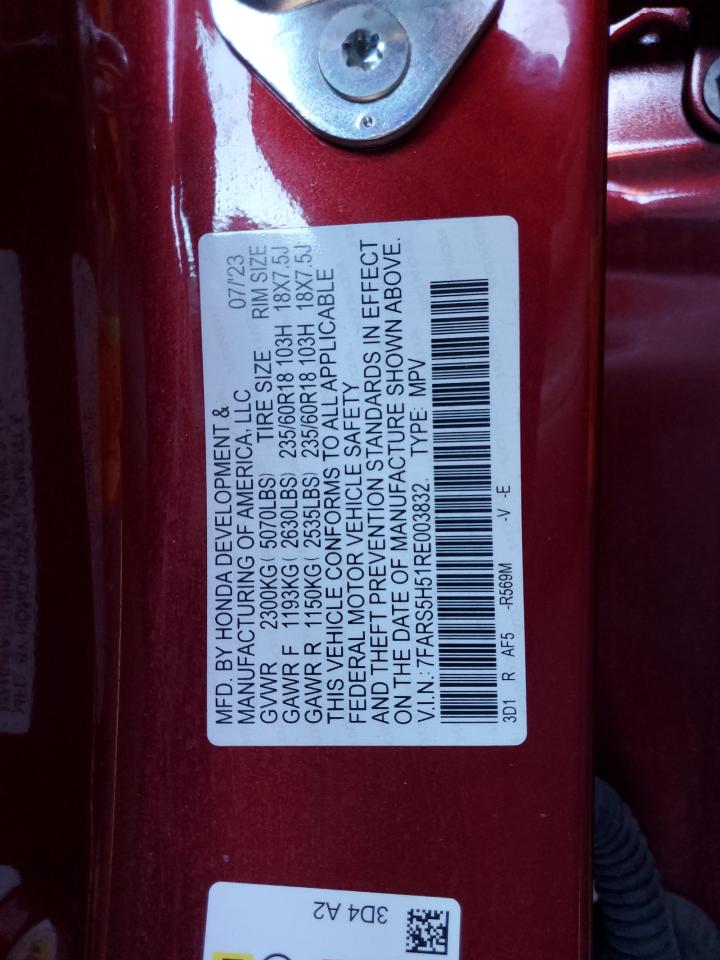 MFD. BY HONDA DEVELOPMENT &
MANUFACTURING OF AMERICA, LLC 07/'23
GVWR 2300KG( 5070LBS) TIRE SIZE RIM SIZE
GAWR F 1193KG( 2630LBS) 235/60R18 103H 18X7.5J
GAWR R 1150KG( 2535LBS) 235/60R18 103H 18X7.5J
THIS VEHICLE CONFORMS TO ALL APPLICABLE
FEDERAL MOTOR VEHICLE SAFETY
AND THEFT PREVENTION STANDARDS IN EFFECT
ON THE DATE OF MANUFACTURE SHOWN ABOVE.
V.I.N.: 7FARS5H51RE003832. TYPE: MPV
3D1 R AF5 -R569M -V -E
3D4 A2